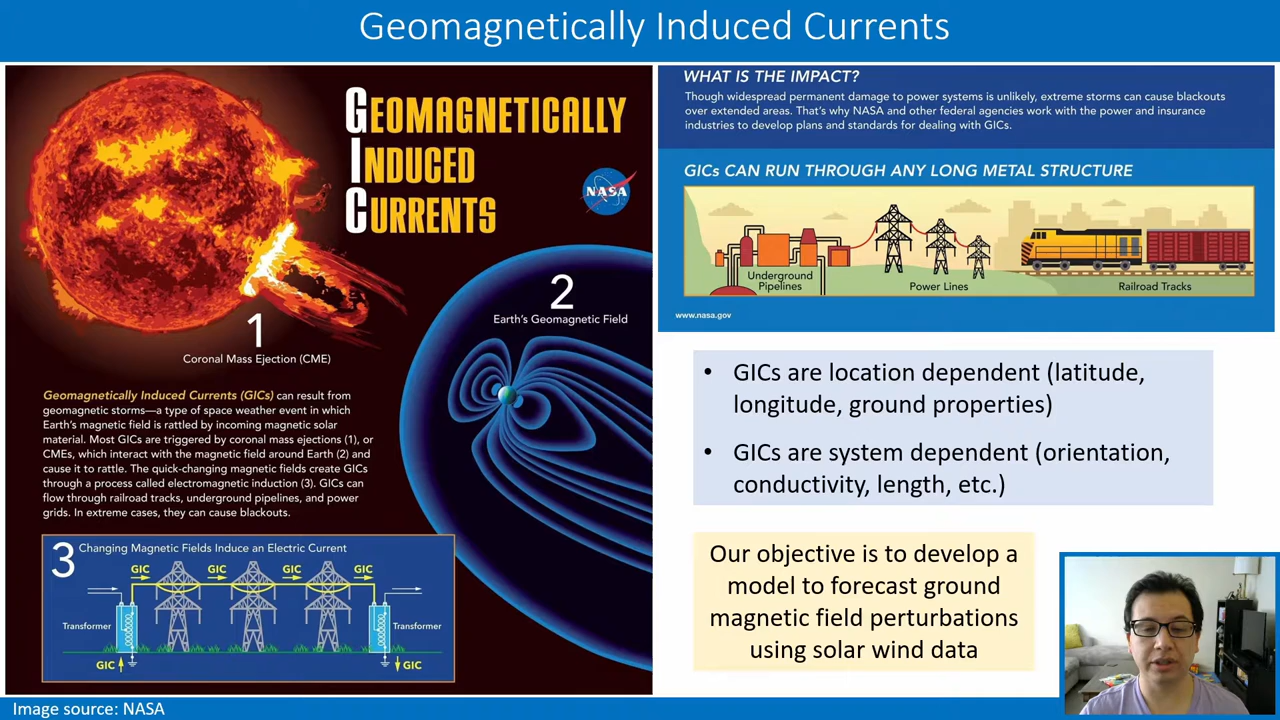 Geomagnetically Induced Currents
GEOMAGNETICALLY
INDUCED
CURRENTS
NASA
1
Coronal Mass Ejection (CME)
2
Earth's Geomagnetic Field
Geomagnetically Induced Currents (GICs) can result from
geomagnetic storms—a type of space weather event in which
Earth's magnetic field is rattled by incoming magnetic solar
material. Most GICs are triggered by coronal mass ejections (1), or
CMEs, which interact with the magnetic field around Earth (2) and
cause it to rattle. The quick-changing magnetic fields create GICs
through a process called electromagnetic induction (3). GICs can
flow through railroad tracks, underground pipelines, and power
grids. In extreme cases, they can cause blackouts.
3 Changing Magnetic Fields Induce an Electric Current
GIC GIC GIC GIC
Transformer Transformer
GIC GIC
WHAT IS THE IMPACT?
Though widespread permanent damage to power systems is unlikely, extreme storms can cause blackouts
over extended areas. That's why NASA and other federal agencies work with the power and insurance
industries to develop plans and standards for dealing with GICs.
GICs CAN RUN THROUGH ANY LONG METAL STRUCTURE
Underground
Pipelines
Power Lines
Railroad Tracks
www.nasa.gov
• GICs are location dependent (latitude,
longitude, ground properties)
• GICs are system dependent (orientation,
conductivity, length, etc.)
Our objective is to develop a
model to forecast ground
magnetic field perturbations
using solar wind data
Image source: NASA